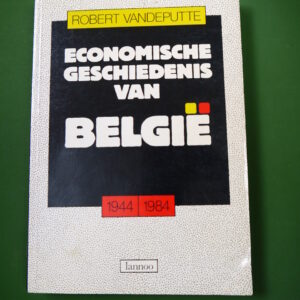 ROBERT VANDEPUTTE
ECONOMISCHE
GESCHIEDENIS
VAN
BELGIË
1944 1984
lannoo